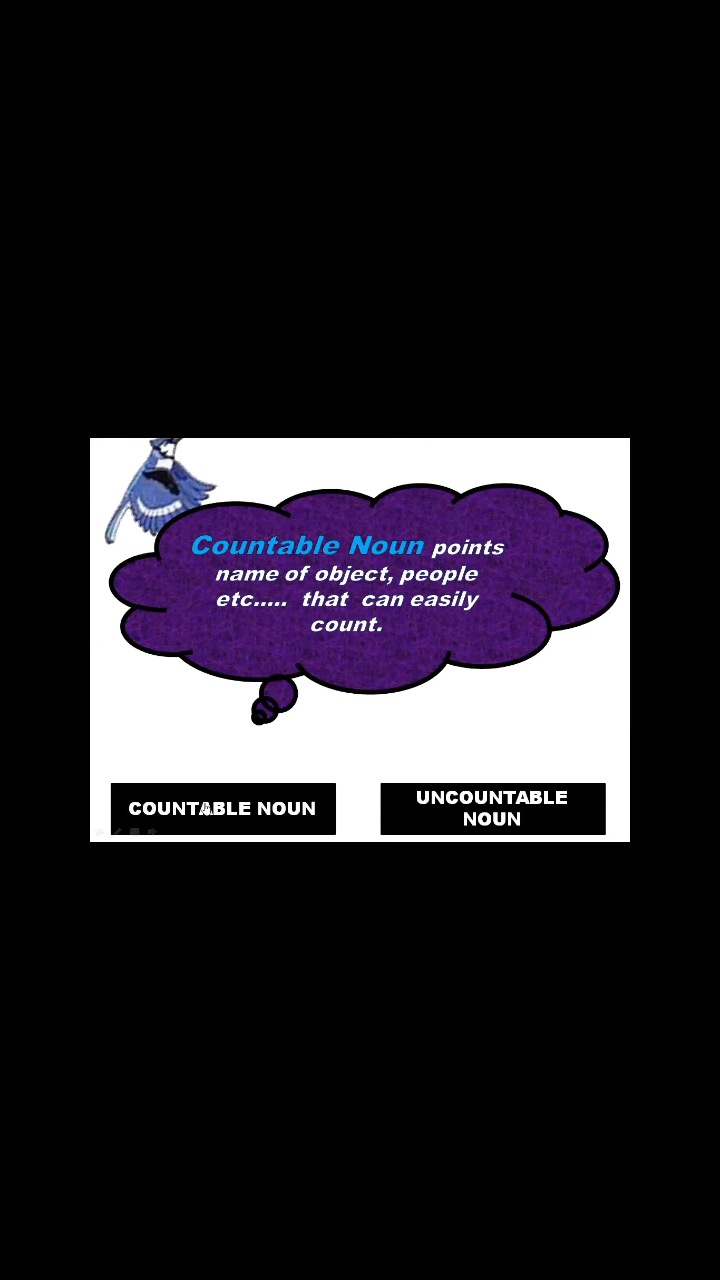 Countable Noun points
name of object, people
etc..... that can easily
count.
COUNTABLE NOUN
UNCOUNTABLE
NOUN